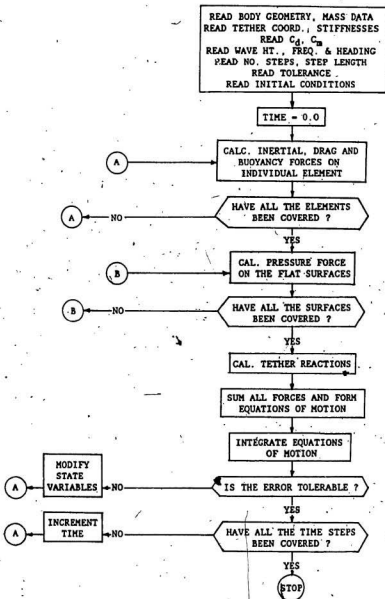 READ BODY GEOMETRY, MASS DATA
READ TETHER COORD., STIFFNESSES
READ Cd, Cm
READ WAVE HT., FREQ. & HEADING
READ NO. STEPS, STEP LENGTH
READ TOLERANCE
READ INITIAL CONDITIONS
TIME = 0.0
A
CALC. INERTIAL, DRAG AND
BUOYANCY FORCES ON
INDIVIDUAL ELEMENT
A
NO
HAVE ALL THE ELEMENTS
BEEN COVERED ?
YES
B
CAL. PRESSURE FORCE
ON THE FLAT SURFACES
B
NO
HAVE ALL THE SURFACES
BEEN COVERED ?
YES
CAL. TETHER REACTIONS
SUM ALL FORCES AND FORM
EQUATIONS OF MOTION
INTEGRATE EQUATIONS
OF MOTION
A
MODIFY
STATE
VARIABLES
NO
IS THE ERROR TOLERABLE ?
YES
A
INCREMENT
TIME
NO
HAVE ALL THE TIME STEPS
BEEN COVERED ?
YES
STOP